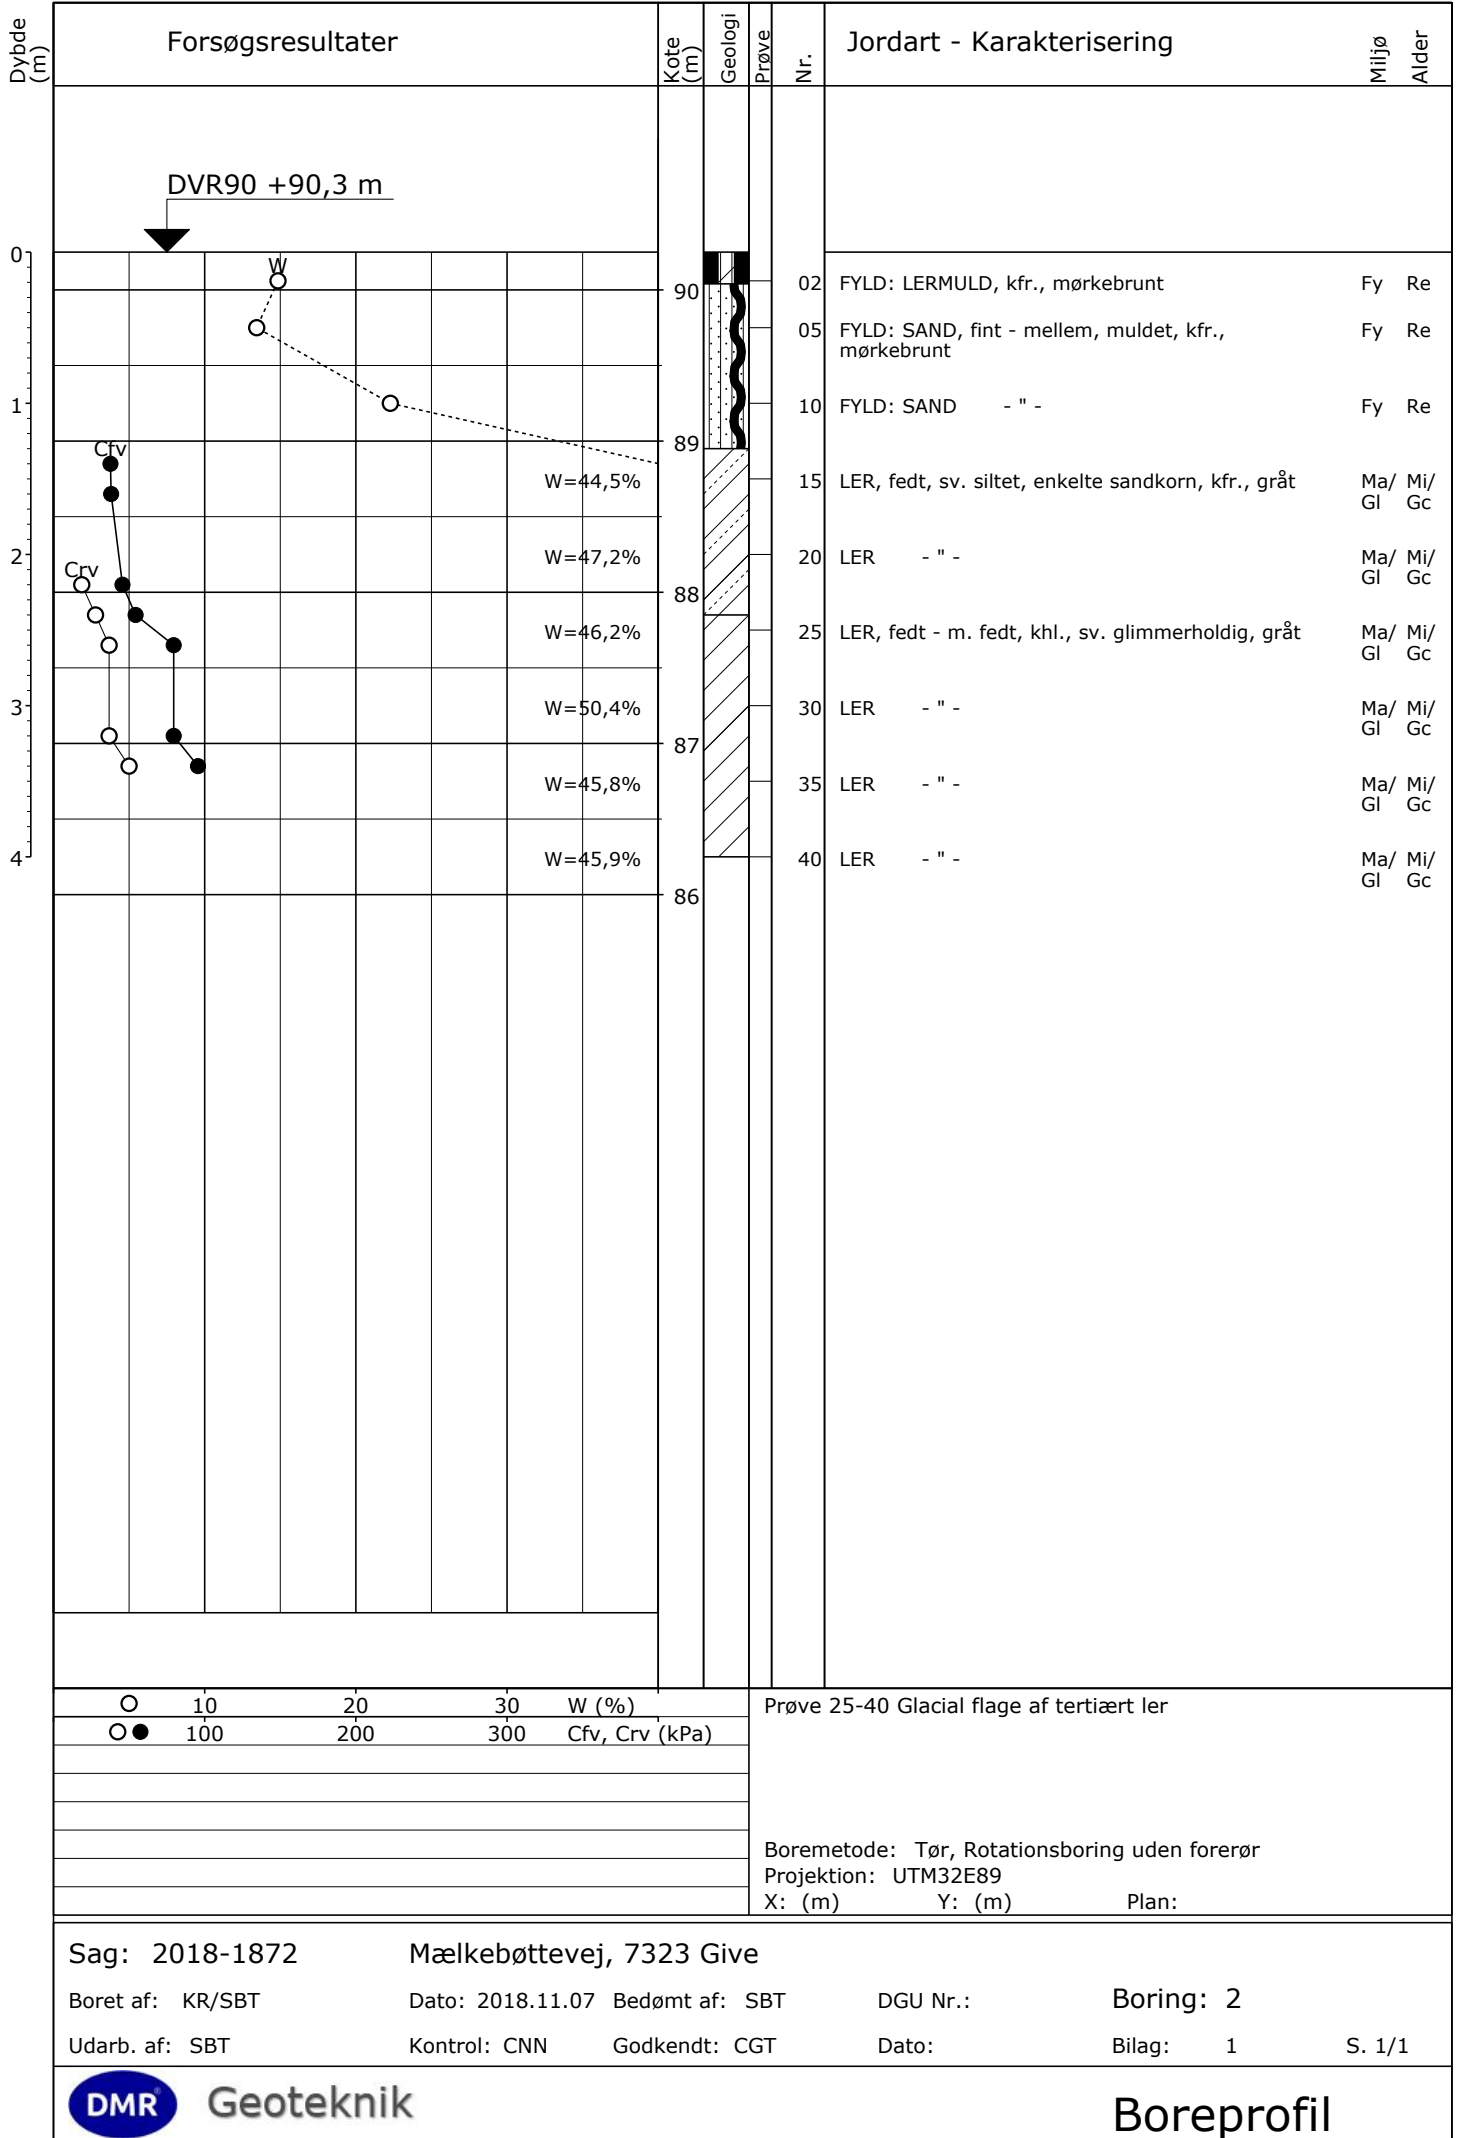 Dybde (m)
Forsøgsresultater
Kote (m)
Geologi
Prøve
Nr.
Jordart - Karakterisering
Miljø
Alder
DVR90 +90,3 m
0
W
90
02 FYLD: LERMULD, kfr., mørkebrunt Fy Re
05 FYLD: SAND, fint - mellem, muldet, kfr., Fy Re
mørkebrunt
1
10 FYLD: SAND - " - Fy Re
89
Cfv
W=44,5% 15 LER, fedt, sv. siltet, enkelte sandkorn, kfr., gråt Ma/ Mi/
Gl Gc
2
W=47,2% 20 LER - " - Ma/ Mi/
Gl Gc
Crv
88
W=46,2% 25 LER, fedt - m. fedt, khl., sv. glimmerholdig, gråt Ma/ Mi/
Gl Gc
3
W=50,4% 30 LER - " - Ma/ Mi/
Gl Gc
87
W=45,8% 35 LER - " - Ma/ Mi/
Gl Gc
4
W=45,9% 40 LER - " - Ma/ Mi/
Gl Gc
86
10 20 30 W (%)
100 200 300 Cfv, Crv (kPa)
Prøve 25-40 Glacial flage af tertiært ler
Boremetode: Tør, Rotationsboring uden forerør
Projektion: UTM32E89
X: (m) Y: (m) Plan:
Sag: 2018-1872 Mælkebøttevej, 7323 Give
Boret af: KR/SBT Dato: 2018.11.07 Bedømt af: SBT DGU Nr.: Boring: 2
Udarb. af: SBT Kontrol: CNN Godkendt: CGT Dato: Bilag: 1 S. 1/1
DMR® Geoteknik
Boreprofil